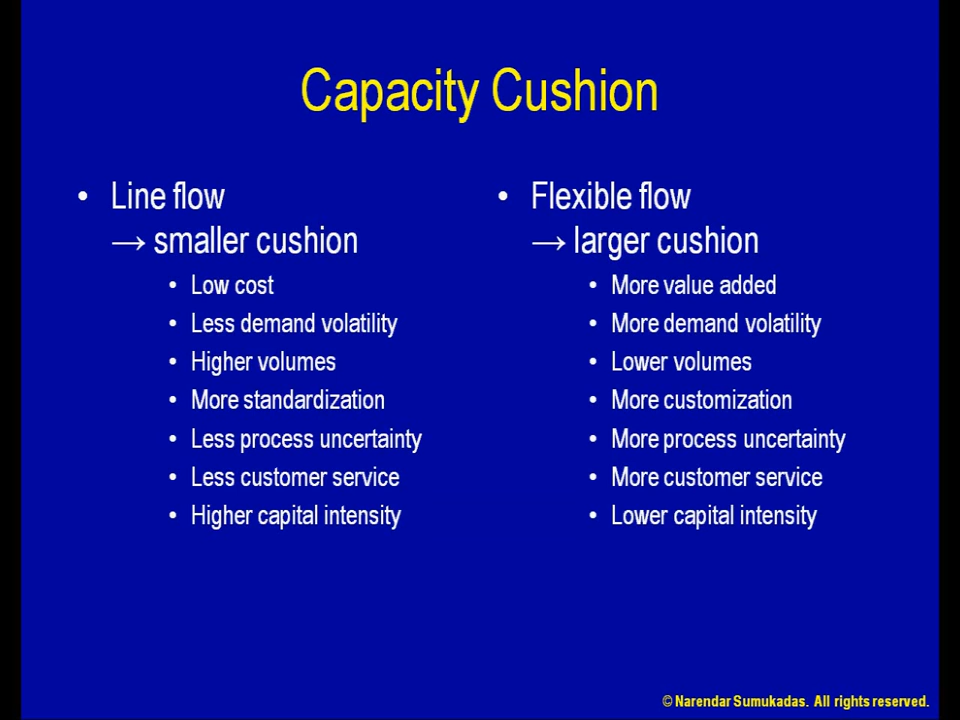 Capacity Cushion
• Line flow
→ smaller cushion
• Low cost
• Less demand volatility
• Higher volumes
• More standardization
• Less process uncertainty
• Less customer service
• Higher capital intensity
• Flexible flow
→ larger cushion
• More value added
• More demand volatility
• Lower volumes
• More customization
• More process uncertainty
• More customer service
• Lower capital intensity
© Narendar Sumukadas. All rights reserved.